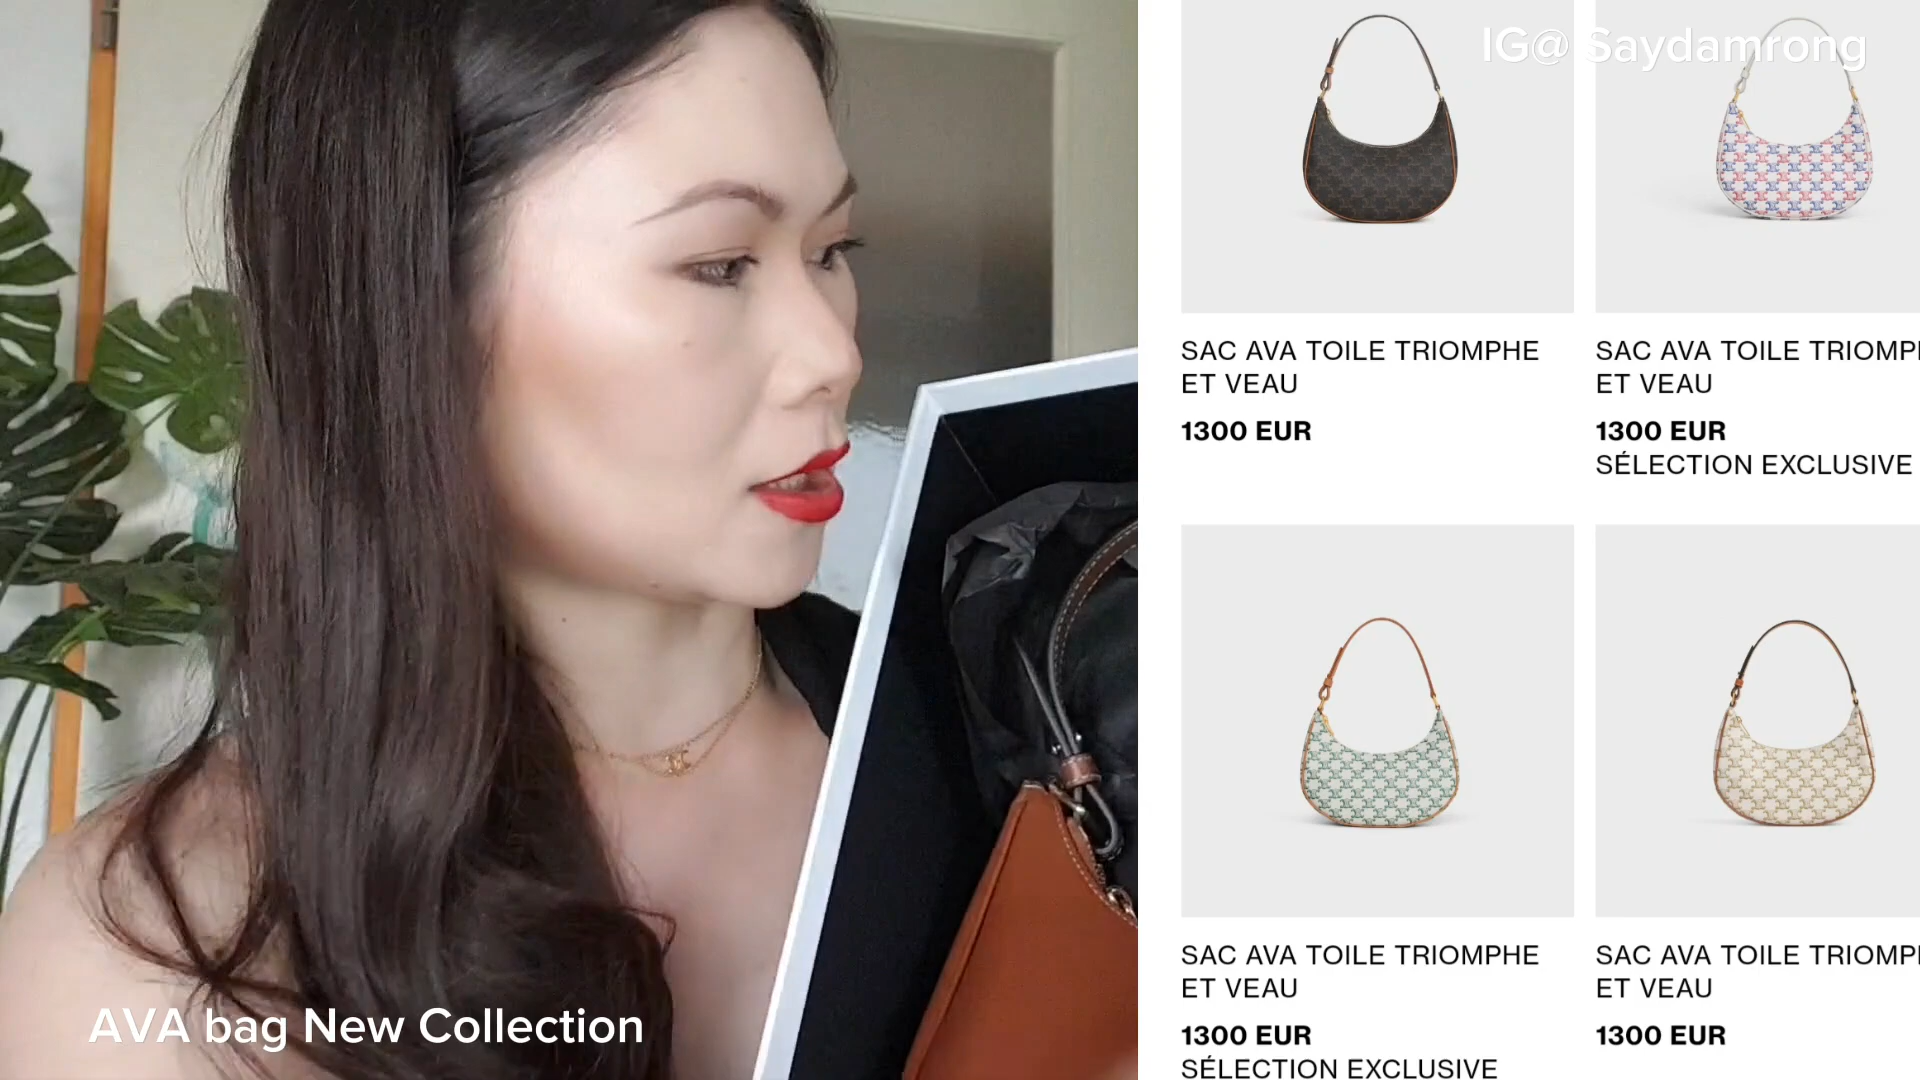 IG@ Saydamrong
SAC AVA TOILE TRIOMPHE
ET VEAU
1300 EUR
SAC AVA TOILE TRIOMPH
ET VEAU
1300 EUR
SÉLECTION EXCLUSIVE
SAC AVA TOILE TRIOMPHE
ET VEAU
1300 EUR
SÉLECTION EXCLUSIVE
SAC AVA TOILE TRIOMPH
ET VEAU
1300 EUR
AVA bag New Collection